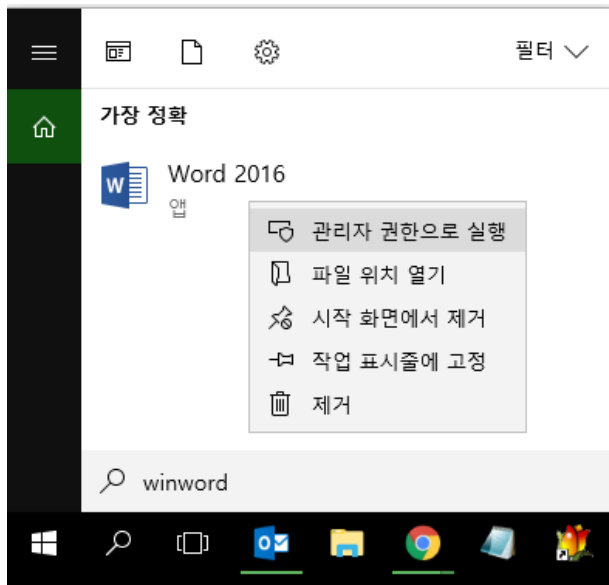 필터
가장 정확
Word 2016
앱
관리자 권한으로 실행
파일 위치 열기
시작 화면에서 제거
작업 표시줄에 고정
제거
winword